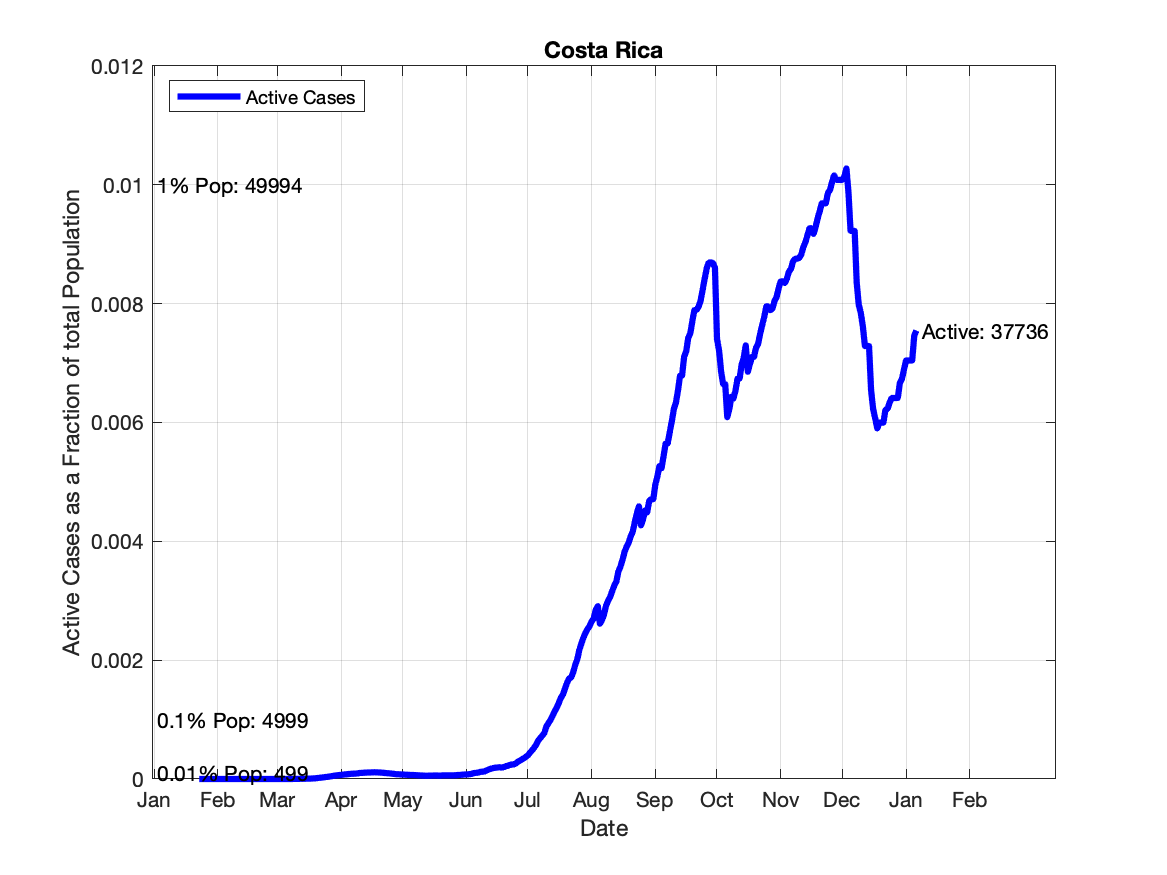 Costa Rica
0.012
Active Cases
0.01
1% Pop: 49994
0.008
Active: 37736
0.006
0.004
0.002
0.1% Pop: 4999
0.01% Pop: 499
0
Active Cases as a Fraction of total Population
Jan Feb Mar Apr May Jun Jul Aug Sep Oct Nov Dec Jan Feb
Date